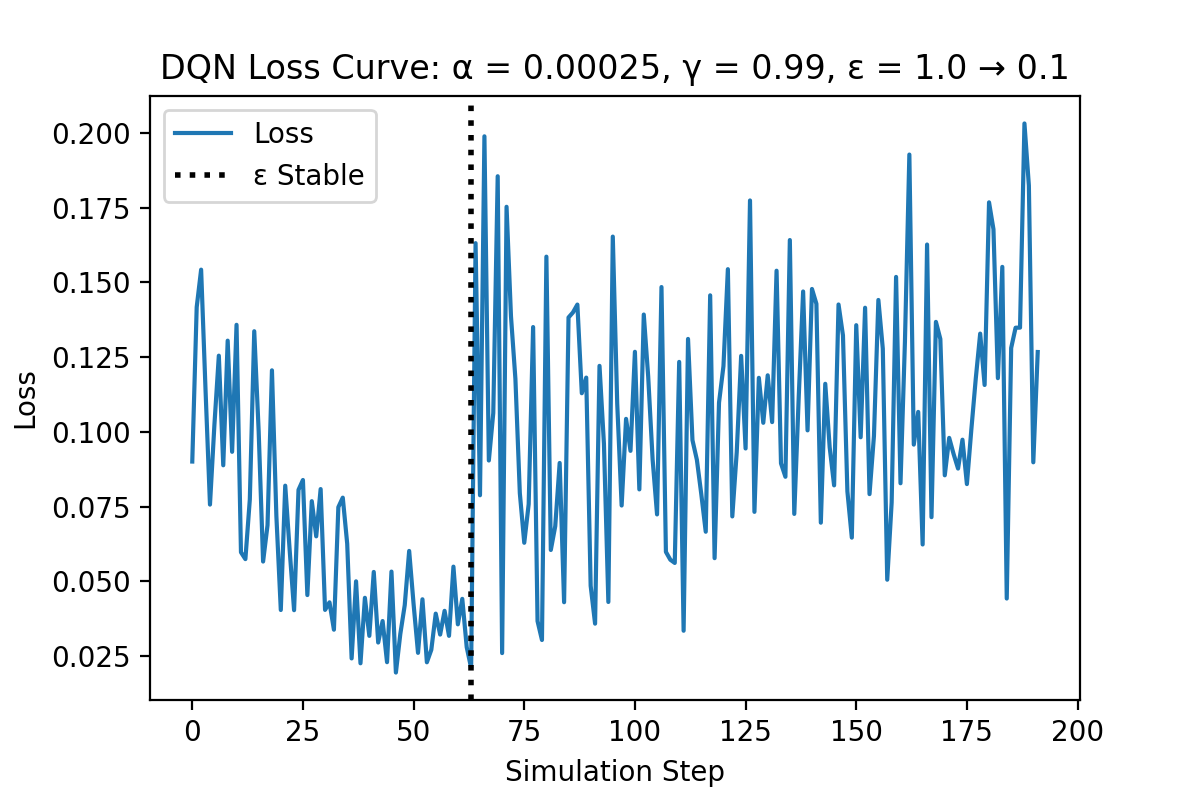 DQN Loss Curve: α = 0.00025, γ = 0.99, ε = 1.0 → 0.1
Loss
ε Stable
0.200
0.175
0.150
0.125
0.100
0.075
0.050
0.025
Loss
0 25 50 75 100 125 150 175 200
Simulation Step